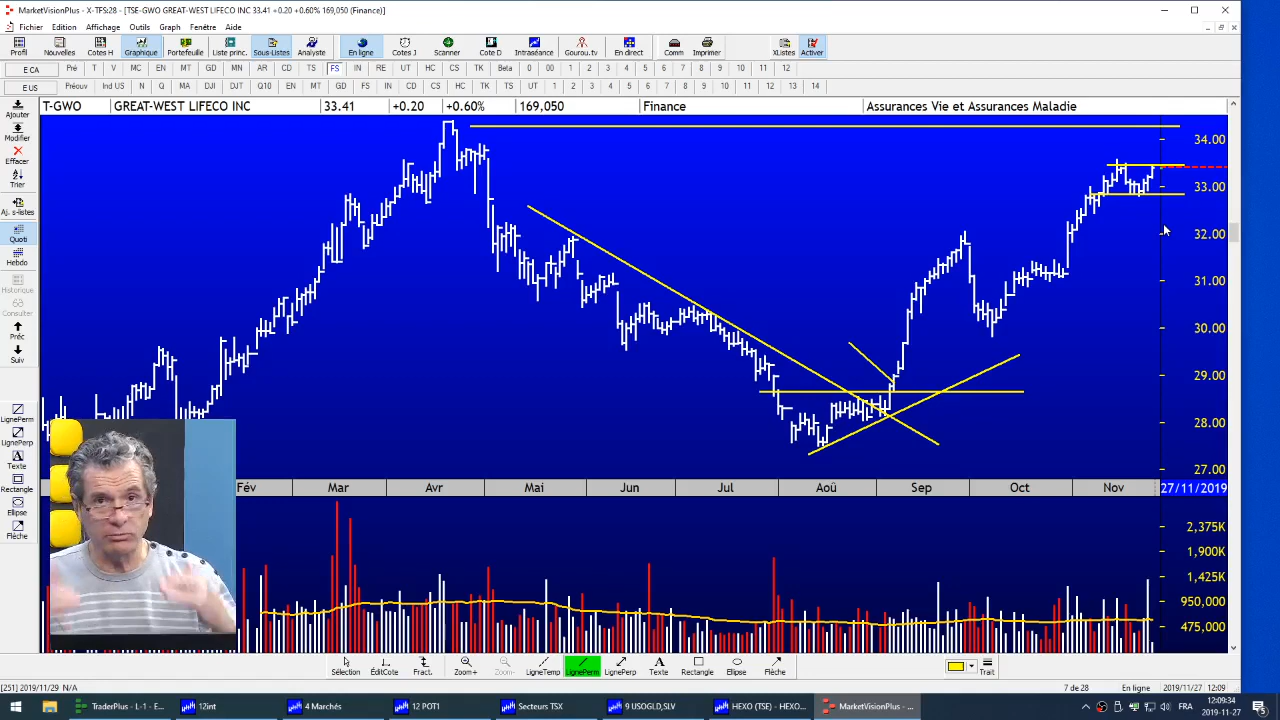 MarketVisionPlus - X-TFS:28 - [TSE-GWO GREAT-WEST LIFECO INC 33.41 +0.20 +0.60% 169,050 (Finance)]
Fichier Edition Affichage Outils Graph Fenêtre Aide
Profil Nouvelles Cotes H Graphique Portefeuille Liste princ. Sous Listes Analyste En ligne Cotes J Scanner Cote D Intraséance Gourou.tv En direct Comm Imprimer XListes Activer
E CA Pré T V MC EN MT GD MN AR CD TS FS IN RE UT HC CS TK Beta 0 00 1 2 3 4 5 6 7 8 9 10 11 12
E US Préouv Ind US N Q MA DJI DJT Q10 EN MT GD FS IN CD CS HC TK TS UT 1 2 3 4 5 6 7 8 9 10 11 12 13 14
T-GWO GREAT-WEST LIFECO INC 33.41 +0.20 +0.60% 169,050 Finance Assurances Vie et Assurances Maladie
Ajouter
Modifier
Effacer
Trier
Aj. s-listes
Quoti
Hebdo
Historique
Consulter
Préc
Suiv
LignePerm
LignePerp
Texte
Rectangle
Ellipse
Flèche
34.00
33.00
32.00
31.00
30.00
29.00
28.00
27.00
Fév Mar Avr Mai Jun Jul Aoû Sep Oct Nov 27/11/2019
2,375K
1,900K
1,425K
950,000
475,000
Sélection ÉditCote Fract. Zoom+ Zoom- LigneTemp LignePerm LignePerp Texte Rectangle Ellipse Flèche Trait
[251] 2019/11/29 N/A 7 de 28 En ligne 2019/11/27 12:09
TraderPlus - L-1 - E... 12int 4 Marchés 12 POT1 Secteurs TSX 9 USOGLD,SLV HEXO (TSE) - HEXO... MarketVisionPlus - ... FRA 12:09:34
2019-11-27 5